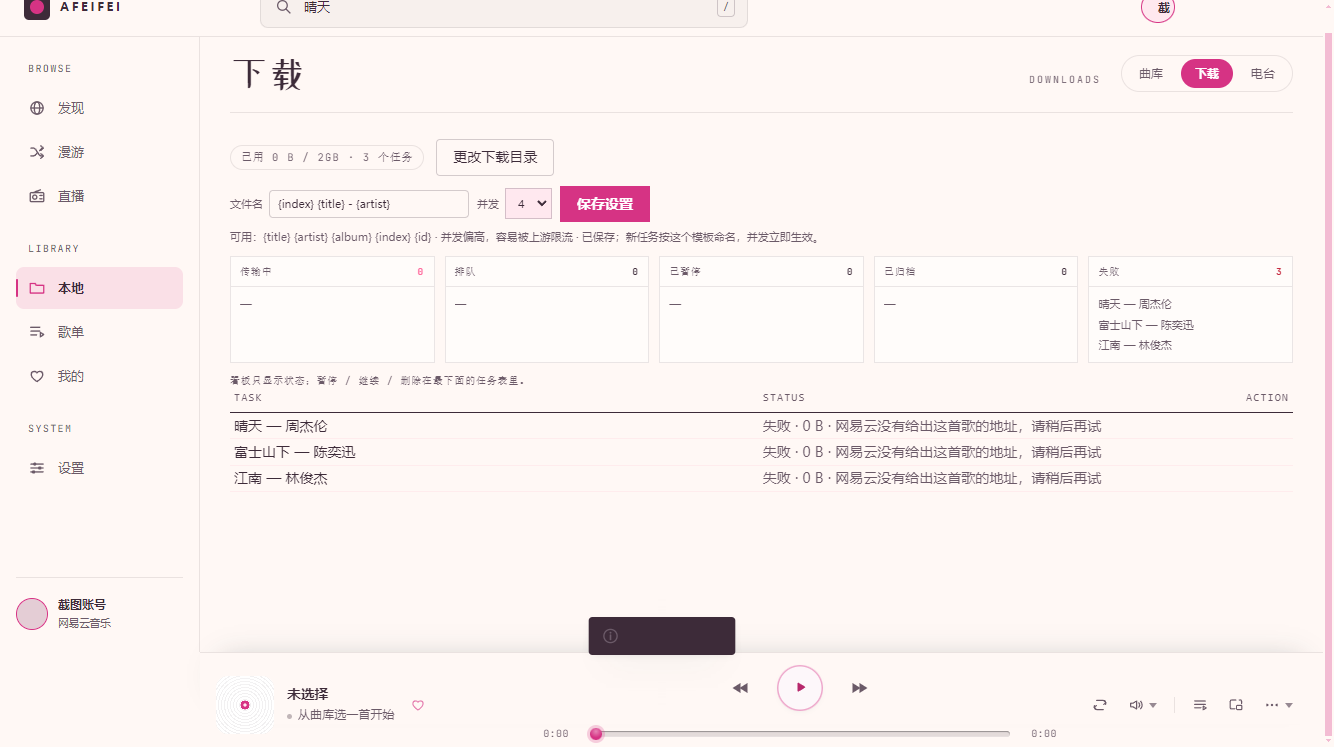 AFEIFEI
晴天
/
截
BROWSE
发现
漫游
直播
LIBRARY
本地
歌单
我的
SYSTEM
设置
截图账号
网易云音乐
下载
DOWNLOADS
曲库
下载
电台
已用 0 B / 2GB · 3 个任务
更改下载目录
文件名 {index} {title} - {artist} 并发 4 保存设置
可用：{title} {artist} {album} {index} {id} · 并发偏高，容易被上游限流 · 已保存；新任务按这个模板命名，并发立即生效。
传输中 0
—
排队 0
—
已暂停 0
—
已归档 0
—
失败 3
晴天 — 周杰伦
富士山下 — 陈奕迅
江南 — 林俊杰
看板只显示状态；暂停 / 继续 / 删除在最下面的任务表里。
TASK STATUS ACTION
晴天 — 周杰伦 失败 · 0 B · 网易云没有给出这首歌的地址，请稍后再试
富士山下 — 陈奕迅 失败 · 0 B · 网易云没有给出这首歌的地址，请稍后再试
江南 — 林俊杰 失败 · 0 B · 网易云没有给出这首歌的地址，请稍后再试
未选择
从曲库选一首开始
0:00
0:00